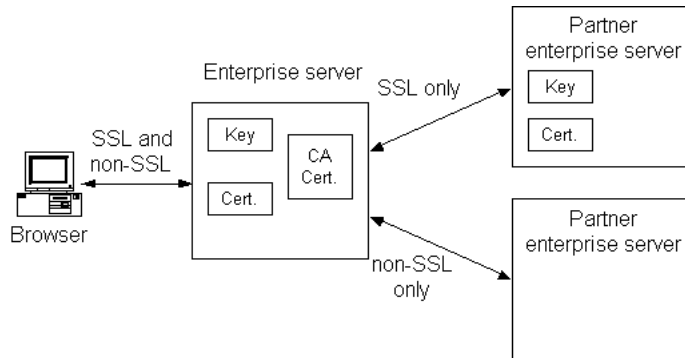 Partner
enterprise server
Key
Cert.
Enterprise server
SSL only
Key
CA
Cert.
Cert.
SSL and
non-SSL
Browser
non-SSL
only
Partner
enterprise server